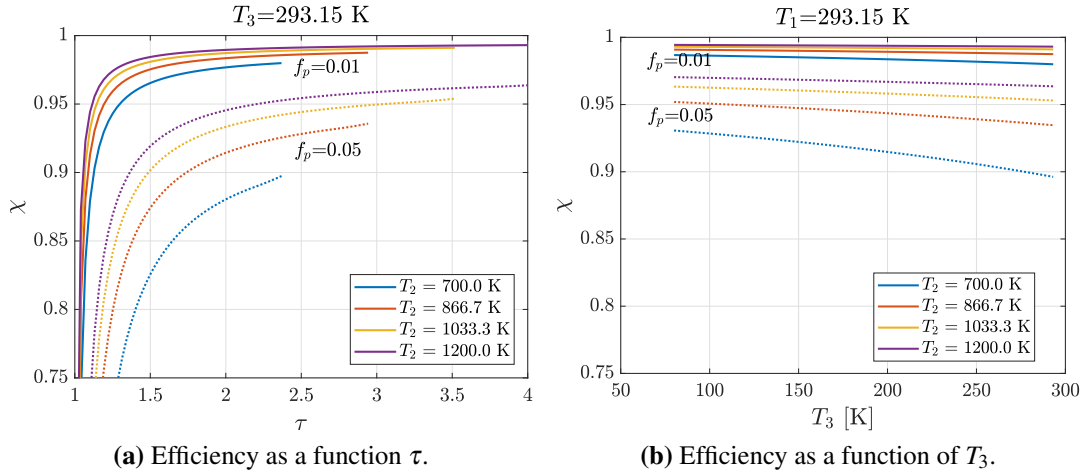 T₃=293.15 K
1
0.95
0.9
0.85
0.8
0.75
χ
fₚ=0.01
fₚ=0.05
T₂ = 700.0 K
T₂ = 866.7 K
T₂ = 1033.3 K
T₂ = 1200.0 K
1 1.5 2 2.5 3 3.5 4
τ
(a) Efficiency as a function τ.
T₁=293.15 K
1
0.95
0.9
0.85
0.8
0.75
χ
fₚ=0.01
fₚ=0.05
T₂ = 700.0 K
T₂ = 866.7 K
T₂ = 1033.3 K
T₂ = 1200.0 K
50 100 150 200 250 300
T₃ [K]
(b) Efficiency as a function of T₃.